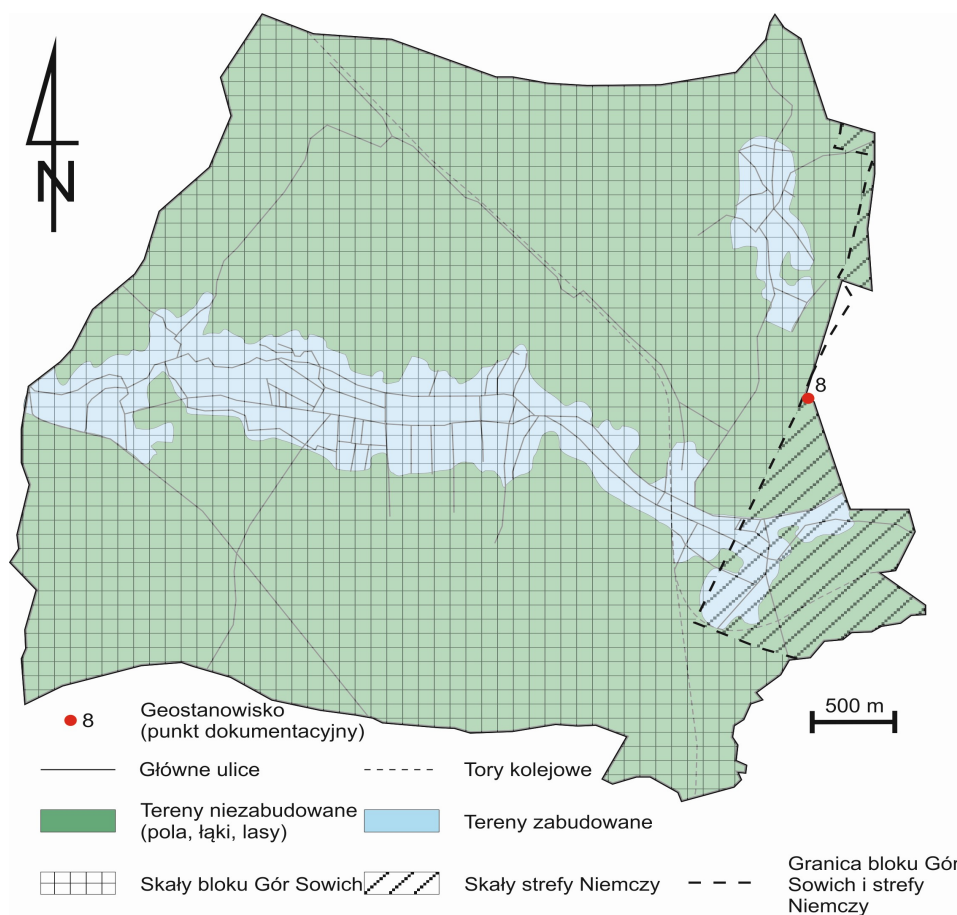 N
8
500 m
8
Geostanowisko
(punkt dokumentacyjny)
Główne ulice
Tory kolejowe
Tereny niezabudowane
(pola, łąki, lasy)
Tereny zabudowane
Skały bloku Gór Sowich
Skały strefy Niemczy
Granica bloku Gór
Sowich i strefy
Niemczy